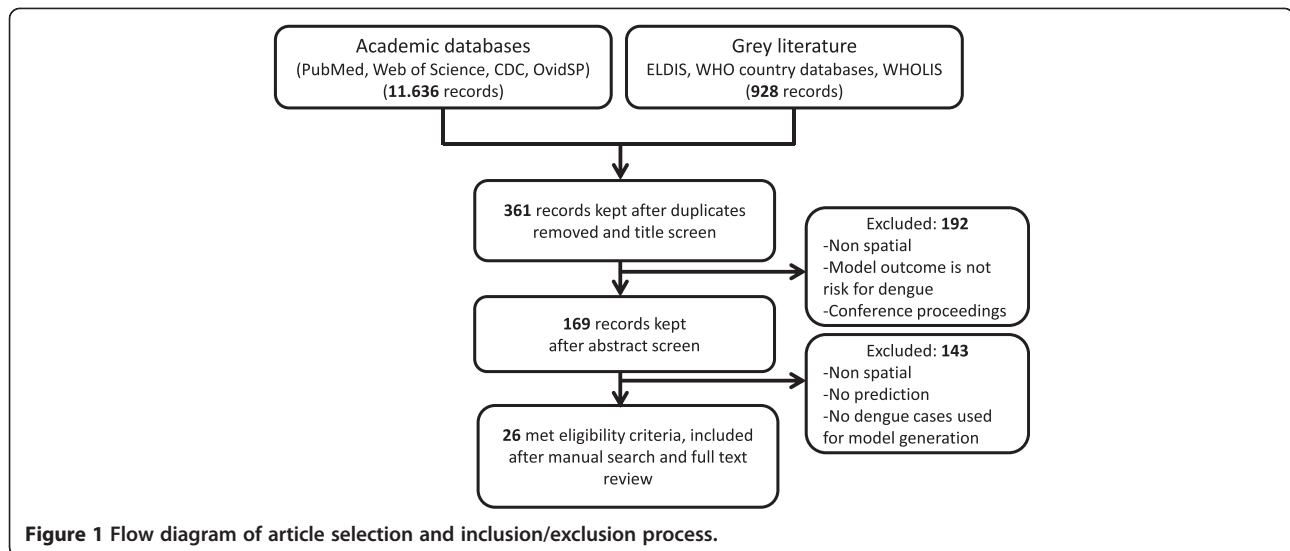 Academic databases
(PubMed, Web of Science, CDC, OvidSP)
(11.636 records)
Grey literature
ELDIS, WHO country databases, WHOLIS
(928 records)
361 records kept after duplicates
removed and title screen
Excluded: 192
-Non spatial
-Model outcome is not
risk for dengue
-Conference proceedings
169 records kept
after abstract screen
Excluded: 143
-Non spatial
-No prediction
-No dengue cases used
for model generation
26 met eligibility criteria, included
after manual search and full text
review
Figure 1 Flow diagram of article selection and inclusion/exclusion process.